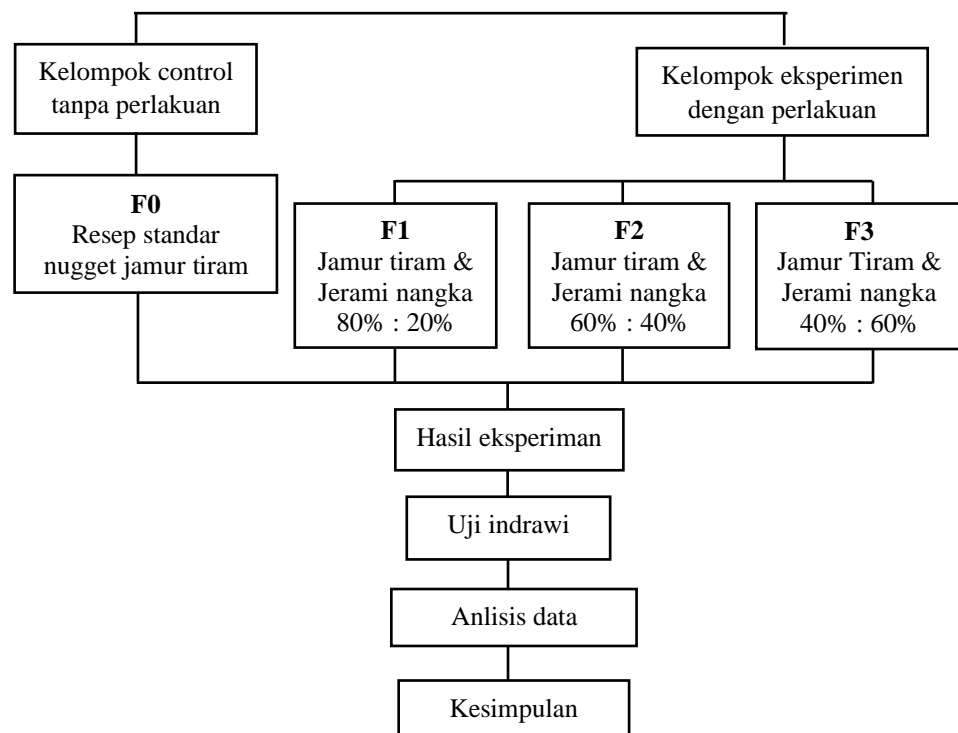 Kelompok control
tanpa perlakuan
Kelompok eksperimen
dengan perlakuan
F0
Resep standar
nugget jamur tiram
F1
Jamur tiram &
Jerami nangka
80% : 20%
F2
Jamur tiram &
Jerami nangka
60% : 40%
F3
Jamur Tiram &
Jerami nangka
40% : 60%
Hasil eksperiman
Uji indrawi
Anlisis data
Kesimpulan